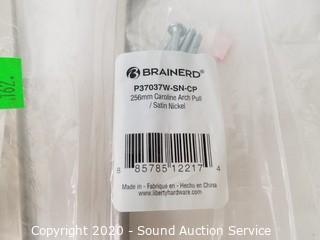 162.
BRAINERD®
P37037W-SN-CP
256mm Caroline Arch Pull
/ Satin Nickel
8 85785 12217 4
Made in - Fabriqué en - Hecho en China
www.libertyhardware.com
Copyright 2020 - Sound Auction Service